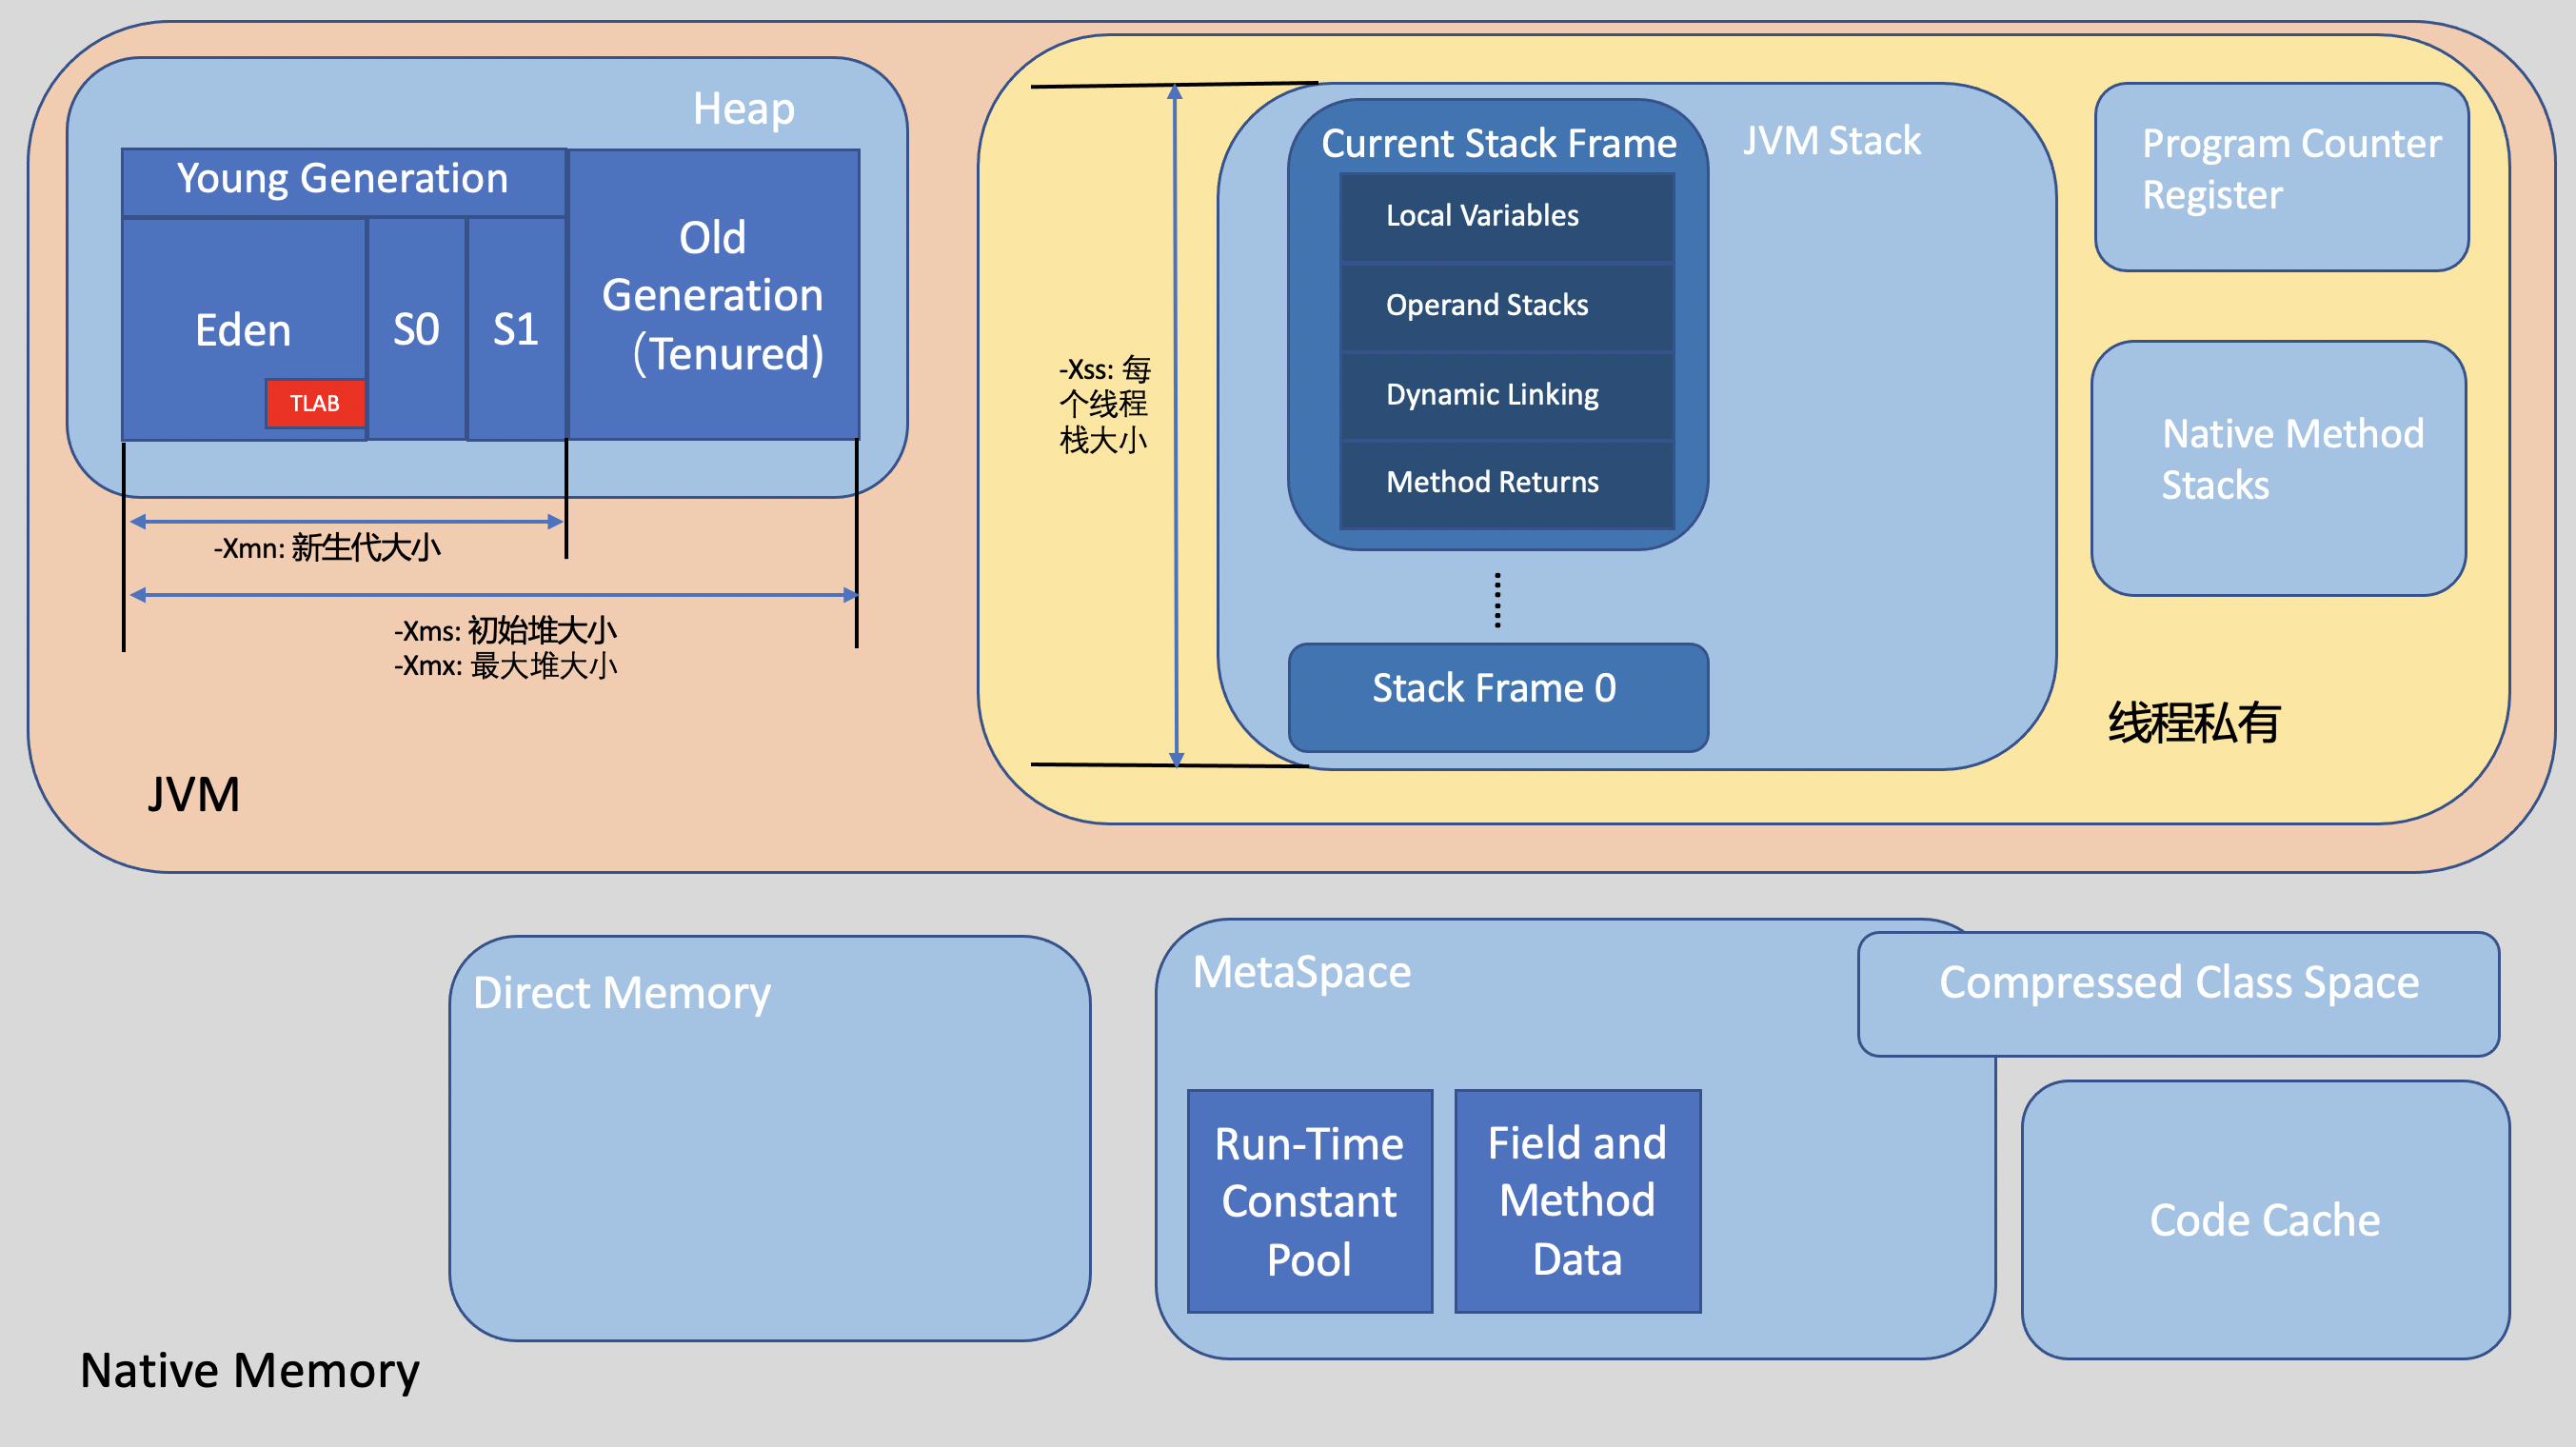 Heap
Young Generation
Eden
S0
S1
TLAB
Old
Generation
（Tenured)
-Xmn: 新生代大小
-Xms: 初始堆大小
-Xmx: 最大堆大小
JVM
-Xss: 每
个线程
栈大小
Current Stack Frame
Local Variables
Operand Stacks
Dynamic Linking
Method Returns
Stack Frame 0
JVM Stack
Program Counter
Register
Native Method
Stacks
线程私有
Direct Memory
MetaSpace
Run-Time
Constant
Pool
Field and
Method
Data
Compressed Class Space
Code Cache
Native Memory